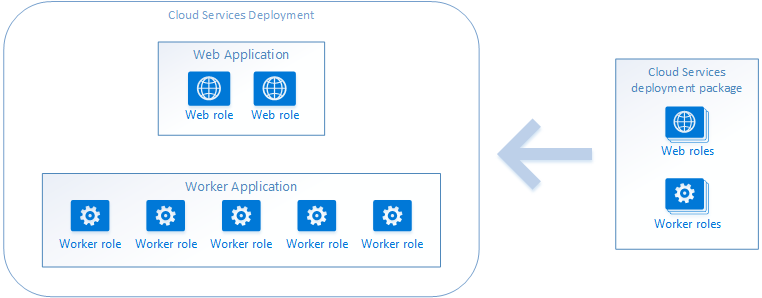 Cloud Services Deployment
Web Application
Web role
Web role
Worker Application
Worker role
Worker role
Worker role
Worker role
Worker role
Cloud Services
deployment package
Web roles
Worker roles